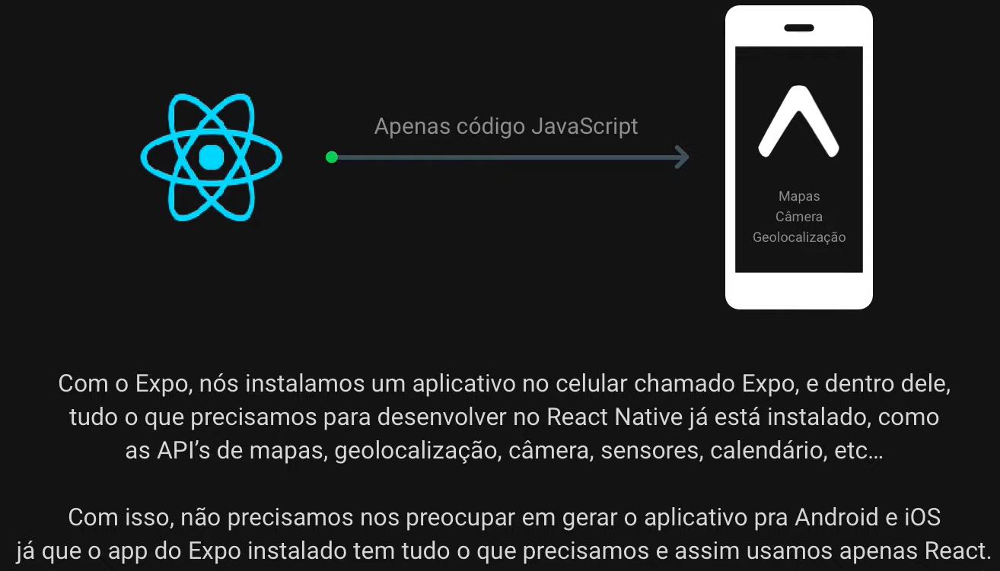 Apenas código JavaScript
Mapas
Câmera
Geolocalização
Com o Expo, nós instalamos um aplicativo no celular chamado Expo, e dentro dele,
tudo o que precisamos para desenvolver no React Native já está instalado, como
as API’s de mapas, geolocalização, câmera, sensores, calendário, etc...
Com isso, não precisamos nos preocupar em gerar o aplicativo pra Android e iOS
já que o app do Expo instalado tem tudo o que precisamos e assim usamos apenas React.